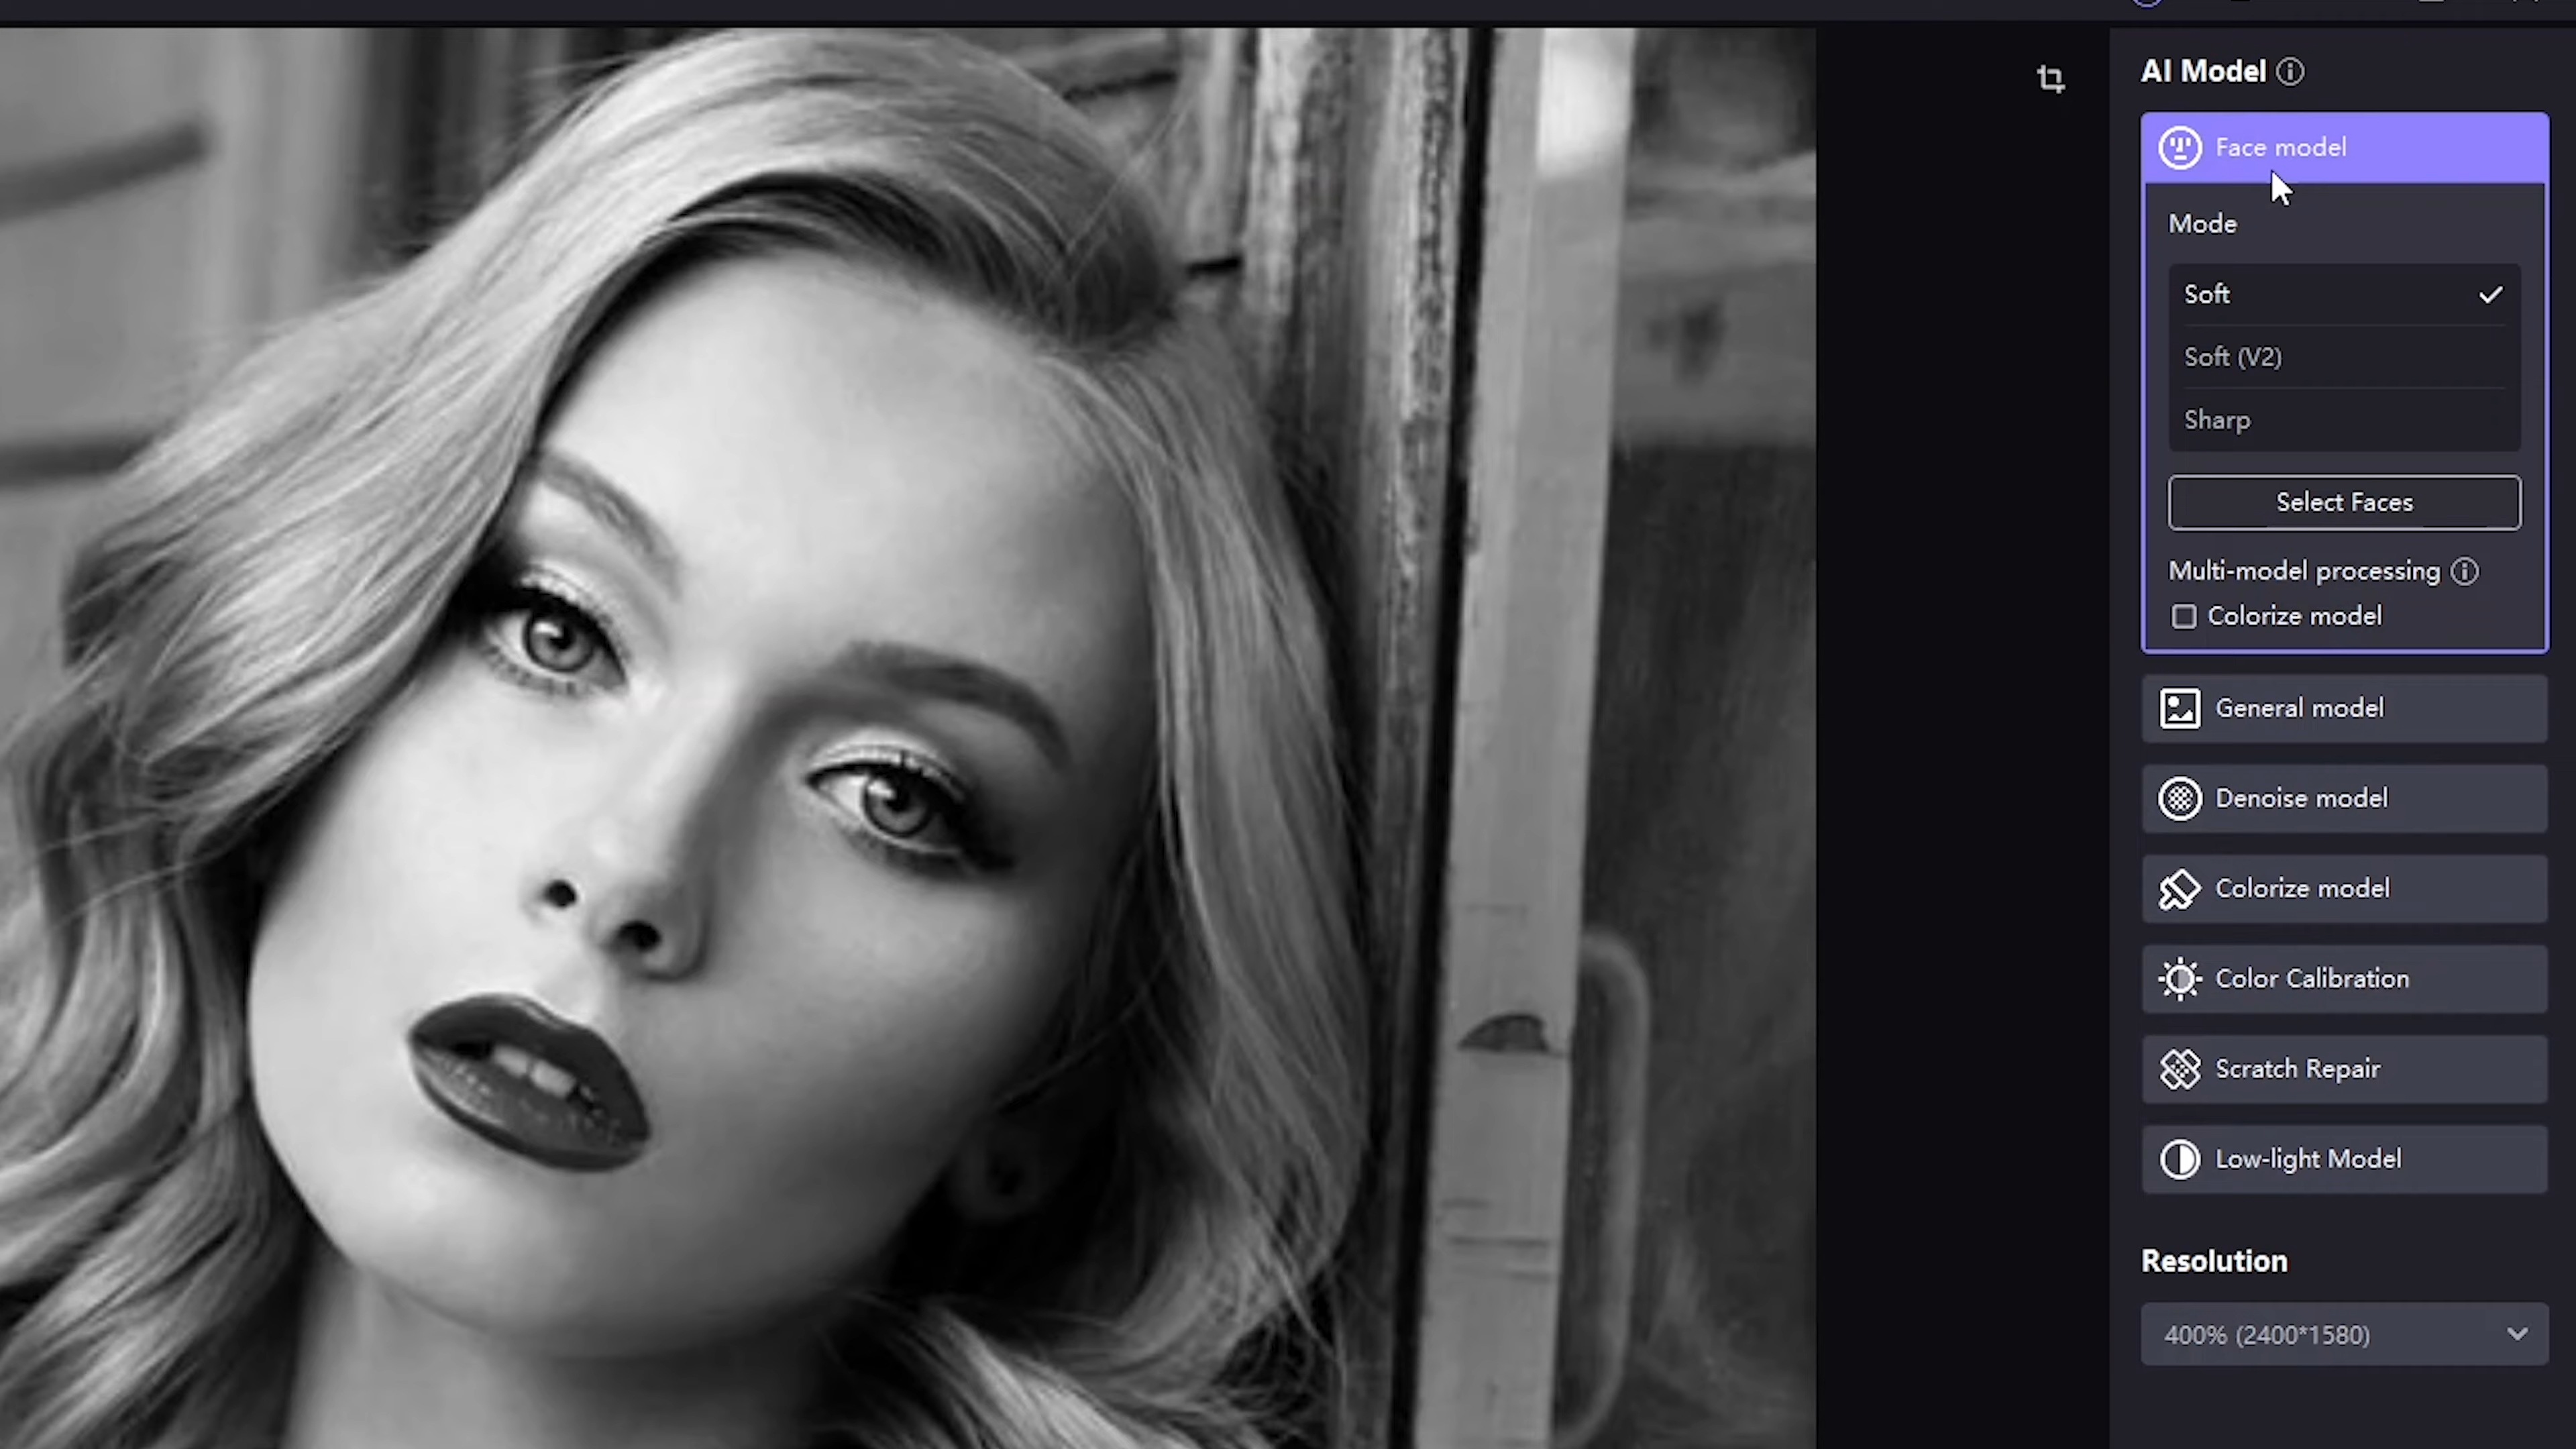 AI Model
Face model
Mode
Soft
Soft (V2)
Sharp
Select Faces
Multi-model processing
Colorize model
General model
Denoise model
Colorize model
Color Calibration
Scratch Repair
Low-light Model
Resolution
400% (2400*1580)